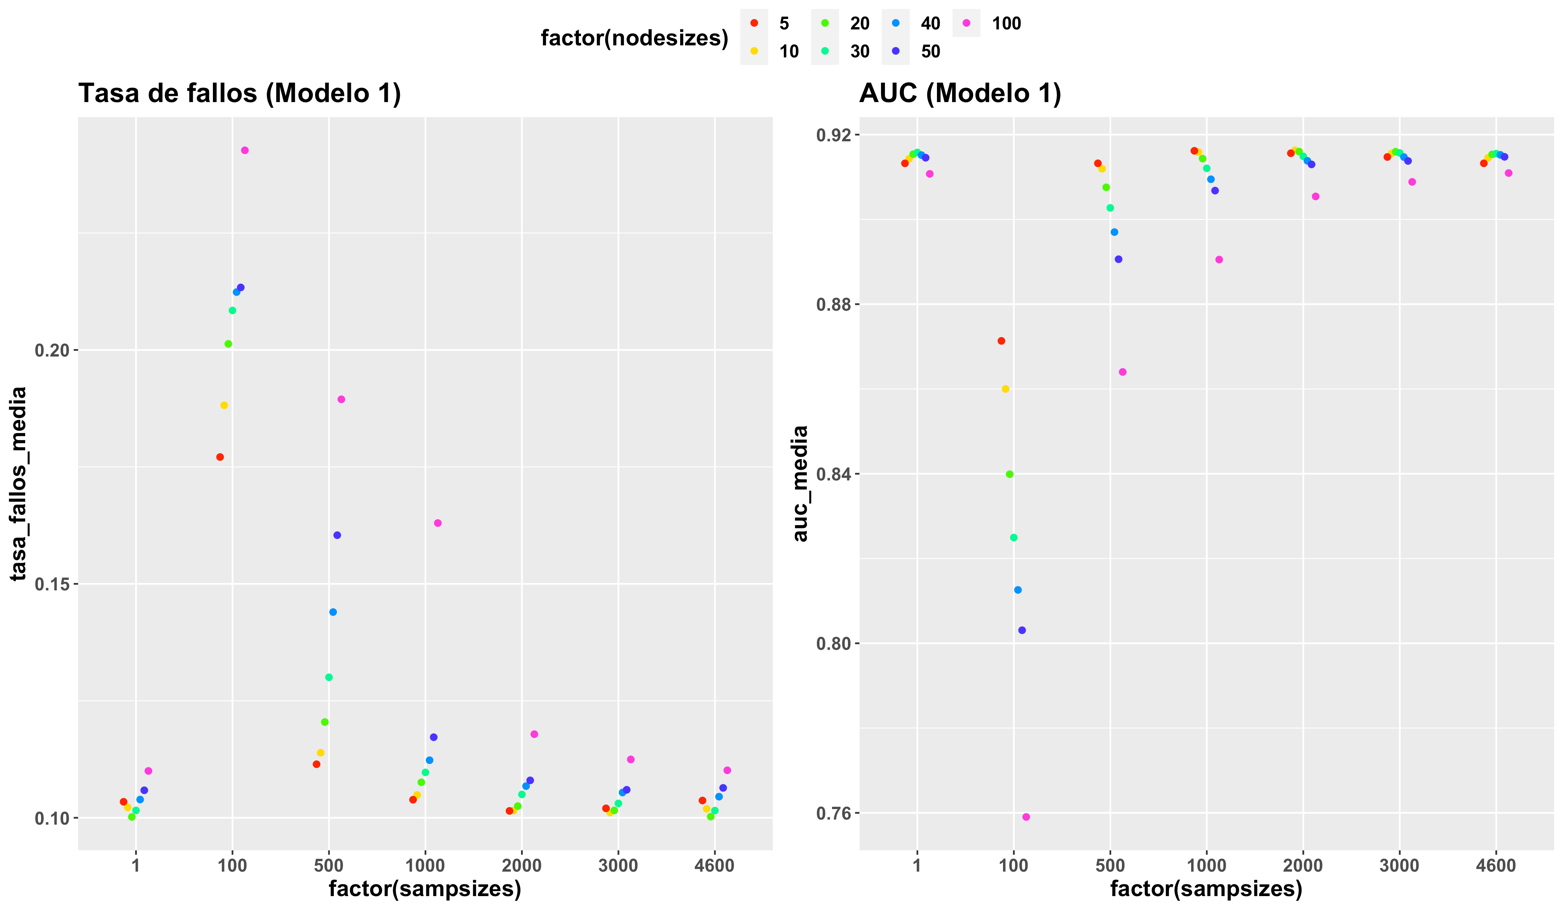 factor(nodesizes)
5 20 40 100
10 30 50
Tasa de fallos (Modelo 1)
tasa_fallos_media
0.20
0.15
0.10
1 100 500 1000 2000 3000 4600
factor(sampsizes)
AUC (Modelo 1)
auc_media
0.92
0.88
0.84
0.80
0.76
1 100 500 1000 2000 3000 4600
factor(sampsizes)